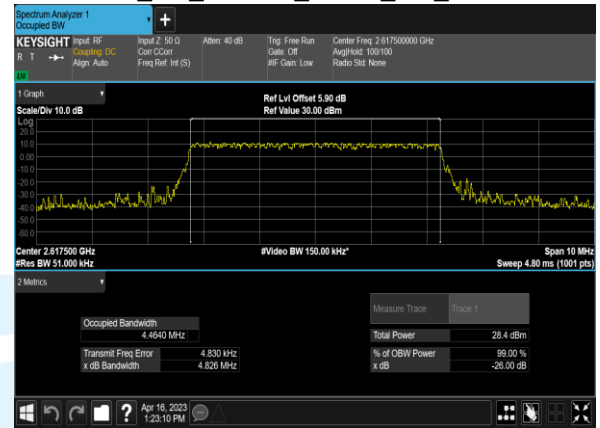 Spectrum Analyzer 1
Occupied BW
KEYSIGHT
R T
LU
Input: RF
Coupling: DC
Align: Auto
Input Z: 50 Ω
Corr CCorr
Freq Ref: Int (S)
Atten: 40 dB
Trig: Free Run
Gate: Off
#IF Gain: Low
Center Freq: 2.617500000 GHz
Avg|Hold: 100/100
Radio Std: None
1 Graph
Scale/Div 10.0 dB
Ref Lvl Offset 5.90 dB
Ref Value 30.00 dBm
Log
20.0
10.0
0.00
-10.0
-20.0
-30.0
-40.0
-50.0
-60.0
Center 2.617500 GHz
#Res BW 51.000 kHz
#Video BW 150.00 kHz*
Span 10 MHz
Sweep 4.80 ms (1001 pts)
2 Metrics
Occupied Bandwidth
4.4640 MHz
Transmit Freq Error 4.830 kHz
x dB Bandwidth 4.826 MHz
Measure Trace Trace 1
Total Power 28.4 dBm
% of OBW Power 99.00 %
x dB -26.00 dB
?
Apr 16, 2023
1:23:10 PM